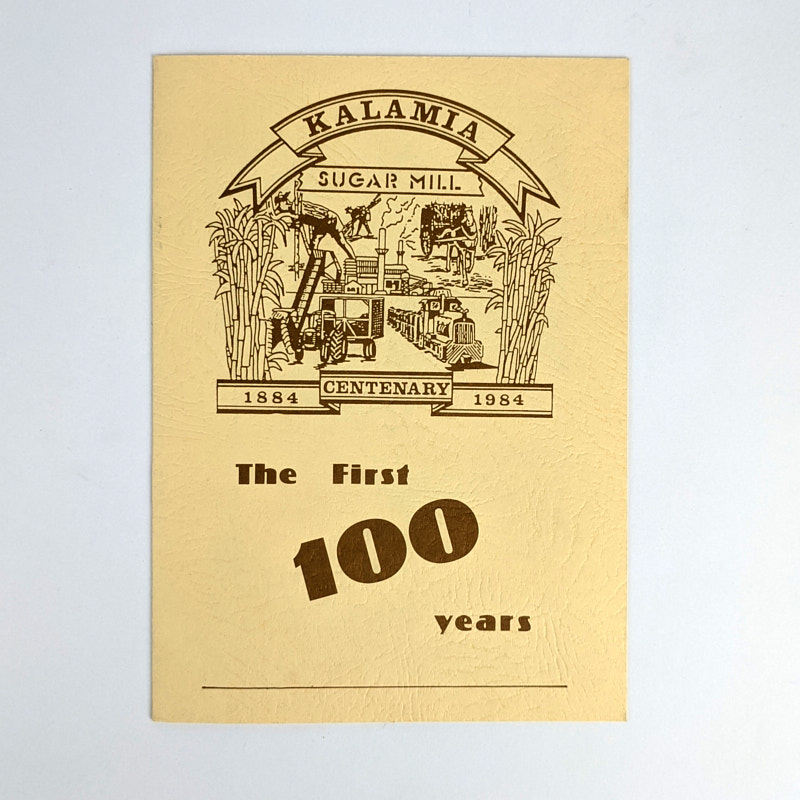 KALAMIA
SUGAR MILL
1884 CENTENARY 1984
The First
100
years